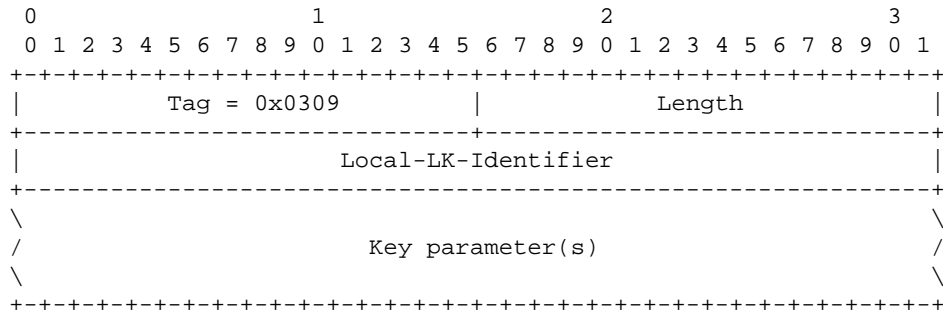 0                   1                   2                   3
 0 1 2 3 4 5 6 7 8 9 0 1 2 3 4 5 6 7 8 9 0 1 2 3 4 5 6 7 8 9 0 1
+-+-+-+-+-+-+-+-+-+-+-+-+-+-+-+-+-+-+-+-+-+-+-+-+-+-+-+-+-+-+-+-+
|          Tag = 0x0309         |            Length             |
+-------------------------------+-------------------------------+
|                      Local-LK-Identifier                      |
+---------------------------------------------------------------+
\                                                               \
/                        Key parameter(s)                       /
\                                                               \
+-+-+-+-+-+-+-+-+-+-+-+-+-+-+-+-+-+-+-+-+-+-+-+-+-+-+-+-+-+-+-+-+